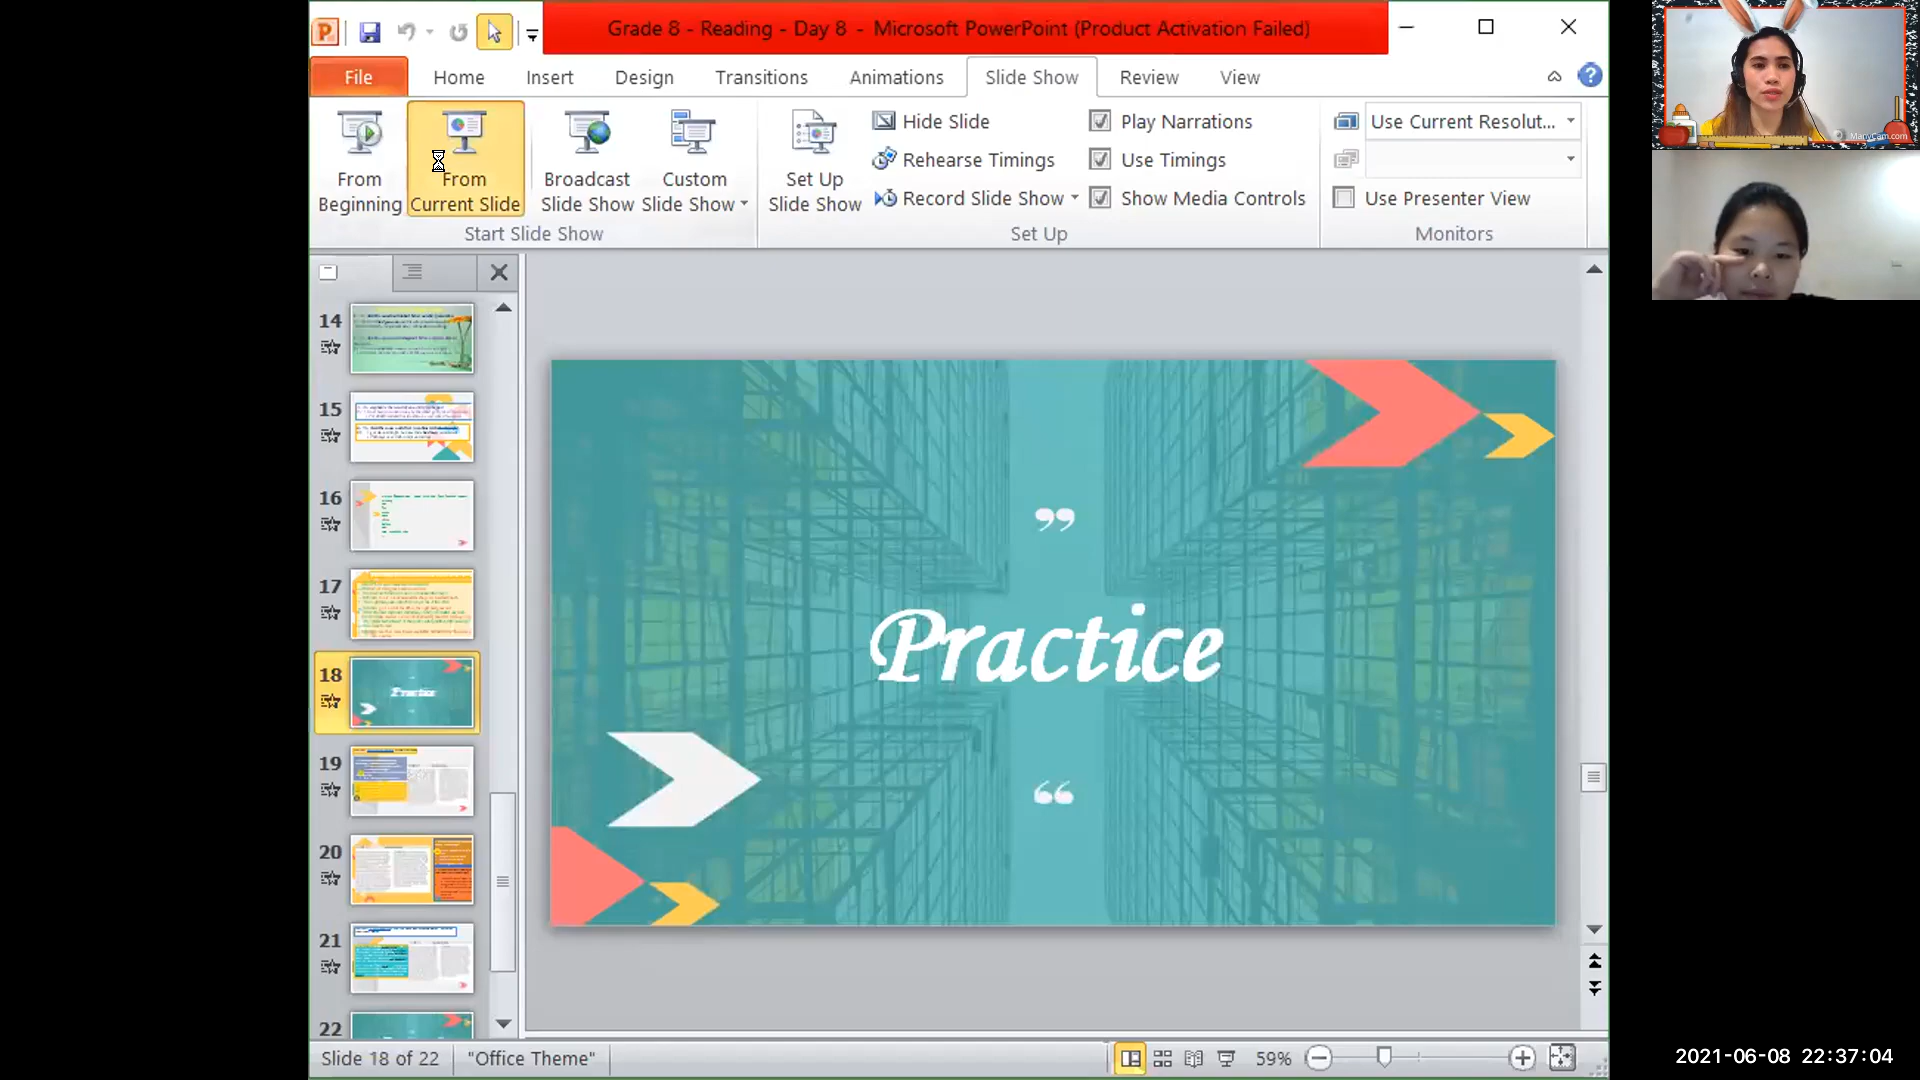 Grade 8 - Reading - Day 8 - Microsoft PowerPoint (Product Activation Failed)
File Home Insert Design Transitions Animations Slide Show Review View
From Beginning
From Current Slide
Broadcast Slide Show
Custom Slide Show
Set Up Slide Show
Hide Slide
Rehearse Timings
Record Slide Show
Play Narrations
Use Timings
Show Media Controls
Use Current Resolut...
Use Presenter View
Start Slide Show
Set Up
Monitors
14
15
16
17
18
Practice
19
20
21
22
”
Practice
“
Slide 18 of 22
"Office Theme"
59%
ManyCam.com
2021-06-08 22:37:04